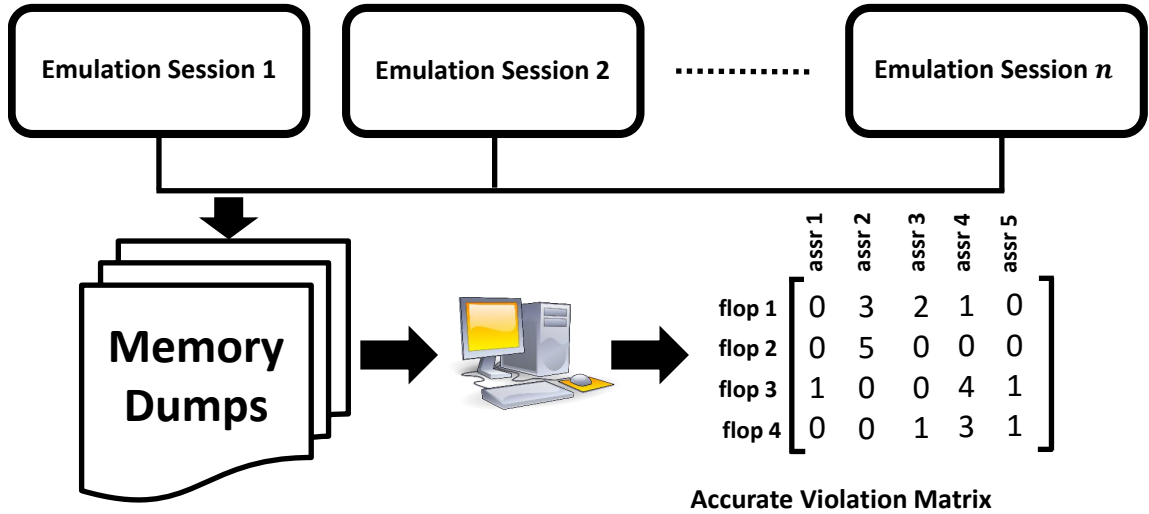 Emulation Session 1
Emulation Session 2
Emulation Session n
Memory
Dumps
assr 1 assr 2 assr 3 assr 4 assr 5
flop 1 0 3 2 1 0
flop 2 0 5 0 0 0
flop 3 1 0 0 4 1
flop 4 0 0 1 3 1
Accurate Violation Matrix